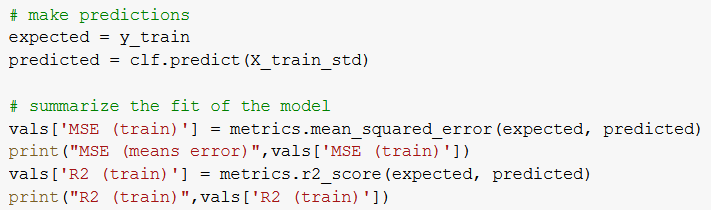 # make predictions
expected = y_train
predicted = clf.predict(X_train_std)
# summarize the fit of the model
vals['MSE (train)'] = metrics.mean_squared_error(expected, predicted)
print("MSE (means error)",vals['MSE (train)'])
vals['R2 (train)'] = metrics.r2_score(expected, predicted)
print("R2 (train)",vals['R2 (train)'])